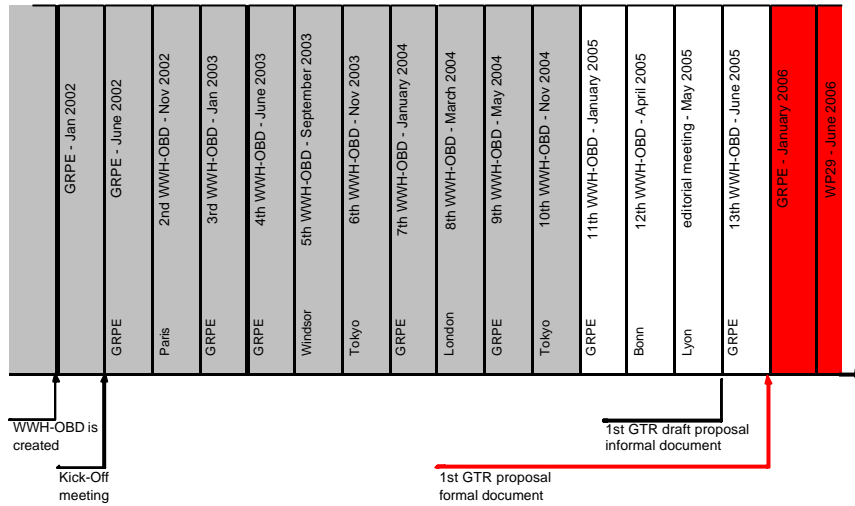 GRPE - Jan 2002
GRPE - June 2002
GRPE
2nd WWH-OBD - Nov 2002
Paris
3rd WWH-OBD - Jan 2003
GRPE
4th WWH-OBD - June 2003
GRPE
5th WWH-OBD - September 2003
Windsor
6th WWH-OBD - Nov 2003
Tokyo
7th WWH-OBD - January 2004
GRPE
8th WWH-OBD - March 2004
London
9th WWH-OBD - May 2004
GRPE
10th WWH-OBD - Nov 2004
Tokyo
11th WWH-OBD - January 2005
GRPE
12th WWH-OBD - April 2005
Bonn
editorial meeting - May 2005
Lyon
13th WWH-OBD - June 2005
GRPE
GRPE - January 2006
WP29 - June 2006
WWH-OBD is
created
Kick-Off
meeting
1st GTR draft proposal
informal document
1st GTR proposal
formal document